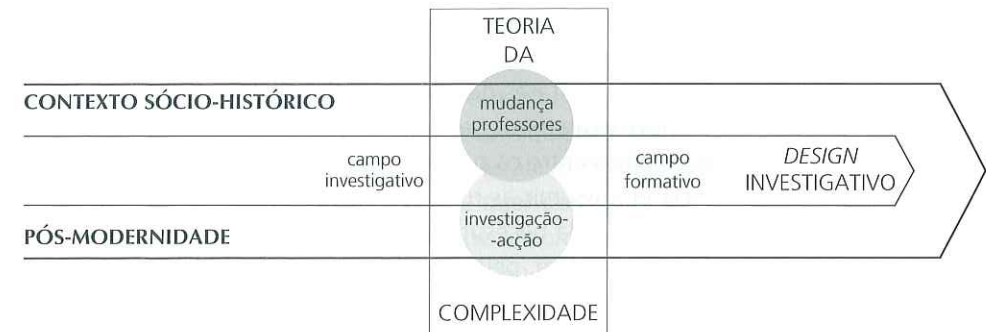 TEORIA
DA
CONTEXTO SÓCIO-HISTÓRICO
mudança
professores
campo
investigativo
campo
formativo
DESIGN
INVESTIGATIVO
investigação-
-acção
PÓS-MODERNIDADE
COMPLEXIDADE